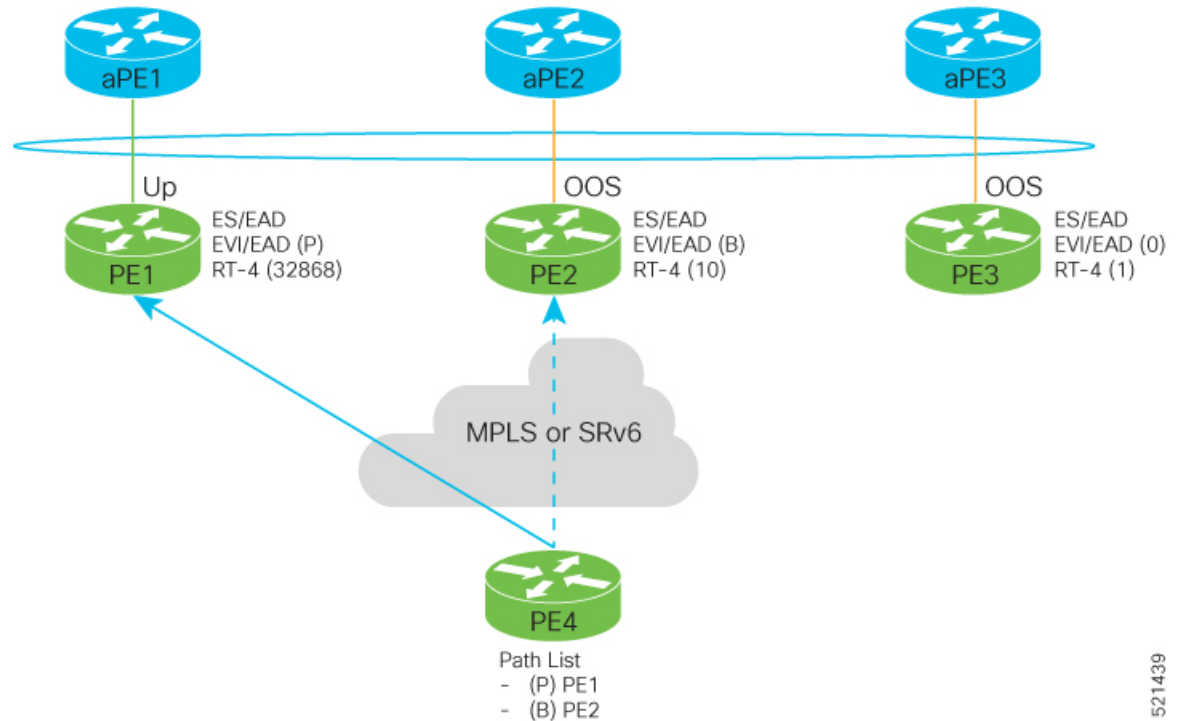 aPE1
aPE2
aPE3
Up
OOS
OOS
PE1
ES/EAD
EVI/EAD (P)
RT-4 (32868)
PE2
ES/EAD
EVI/EAD (B)
RT-4 (10)
PE3
ES/EAD
EVI/EAD (0)
RT-4 (1)
MPLS or SRv6
PE4
Path List
- (P) PE1
- (B) PE2
521439